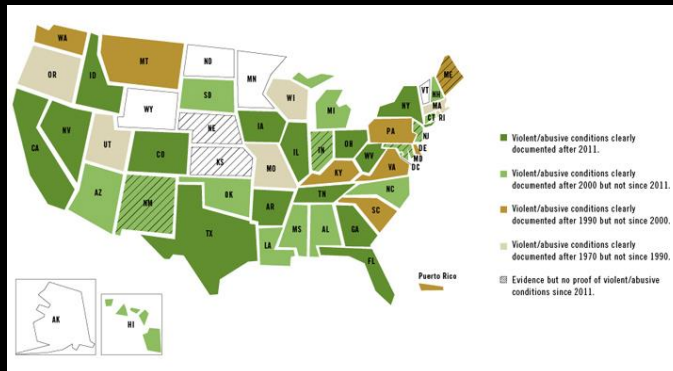 WA
MT
ND
MN
OR
ID
SD
WI
MI
NY
VT
NH
ME
MA
CT RI
WY
NE
IA
PA
NJ
NV
UT
CO
IL
IN
OH
WV
DE
MD
DC
CA
KS
MO
KY
VA
AZ
NM
OK
AR
TN
NC
SC
TX
LA
MS
AL
GA
FL
AK
HI
Puerto Rico
Violent/abusive conditions clearly
documented after 2011.
Violent/abusive conditions clearly
documented after 2000 but not since 2011.
Violent/abusive conditions clearly
documented after 1990 but not since 2000.
Violent/abusive conditions clearly
documented after 1970 but not since 1990.
Evidence but no proof of violent/abusive
conditions since 2011.